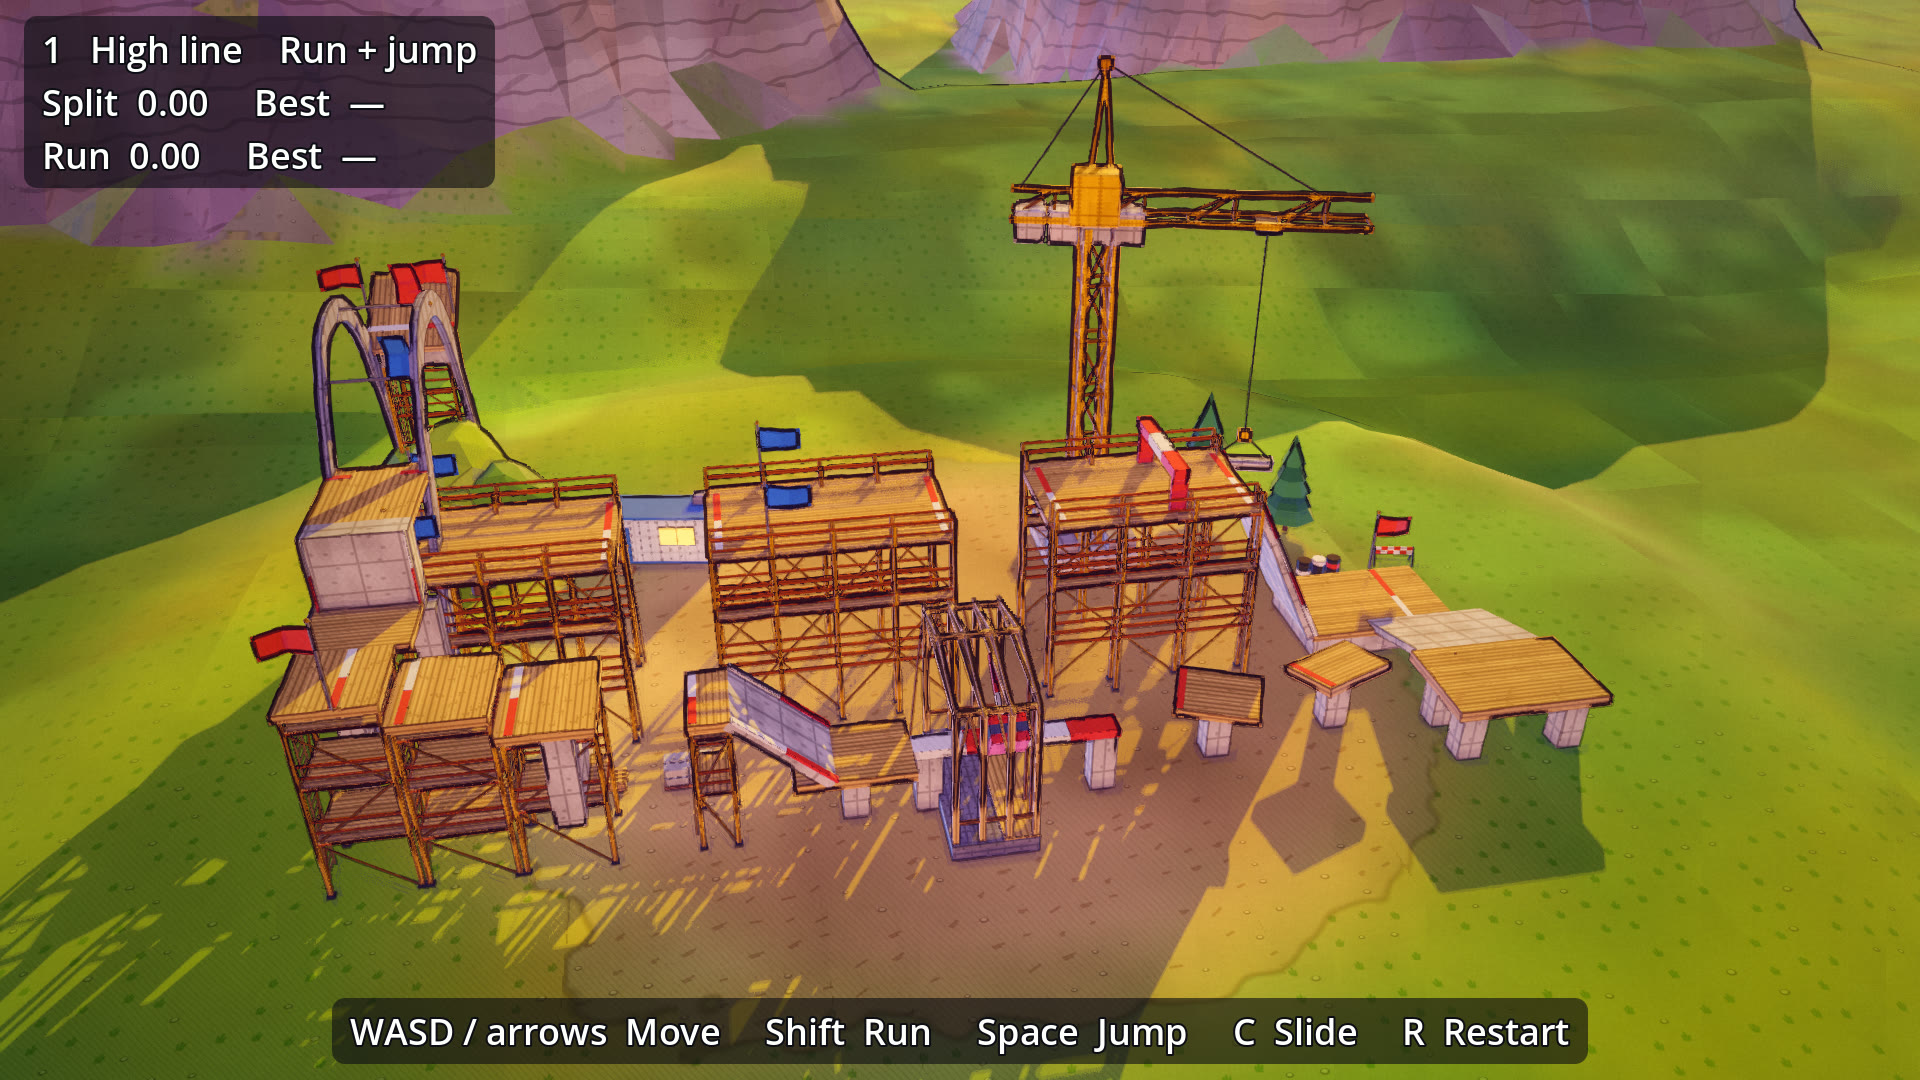 1 High line Run + jump
Split 0.00 Best —
Run 0.00 Best —
WASD / arrows Move Shift Run Space Jump C Slide R Restart